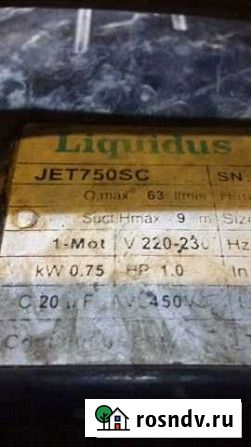 Liquidus
JET750SC SN
Q.max 63 l/min H.m
Suct.Hmax 9 m Size
1-Mot V 220-230 Hz
kW 0.75 HP 1.0 In
C 20 µF VC 450V
rosndv.ru